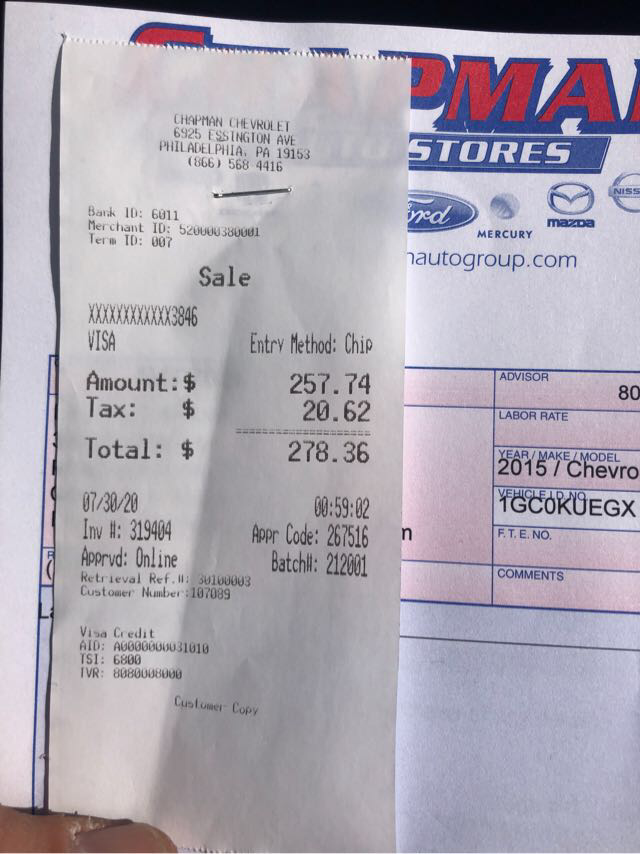 CHAPMAN CHEVROLET
6925 ESSINGTON AVE
PHILADELPHIA, PA 19153
(866) 568 4416
Bank ID: 6011
Merchant ID: 520000380001
Term ID: 007
Sale
XXXXXXXXXXXX3846
VISA Entry Method: Chip
Amount:$ 257.74
Tax: $ 20.62
Total: $ 278.36
07/30/20 00:59:02
Inv #: 319404 Appr Code: 267516
Apprvd: Online Batch#: 212001
Retrieval Ref.#: 30100003
Customer Number:107089
Visa Credit
AID: A0000000031010
TSI: 6800
TVR: 8080008000
Customer Copy
PMA
STORES
Ford
MERCURY
mazda
NISS
nautogroup.com
ADVISOR
80
LABOR RATE
YEAR / MAKE / MODEL
2015 / Chevro
VEHICLE I.D. NO.
1GC0KUEGX
F. T. E. NO.
m
COMMENTS